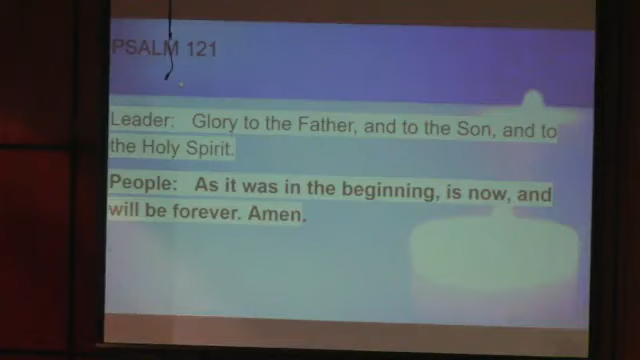 PSALM 121
Leader: Glory to the Father, and to the Son, and to
the Holy Spirit.
People: As it was in the beginning, is now, and
will be forever. Amen.